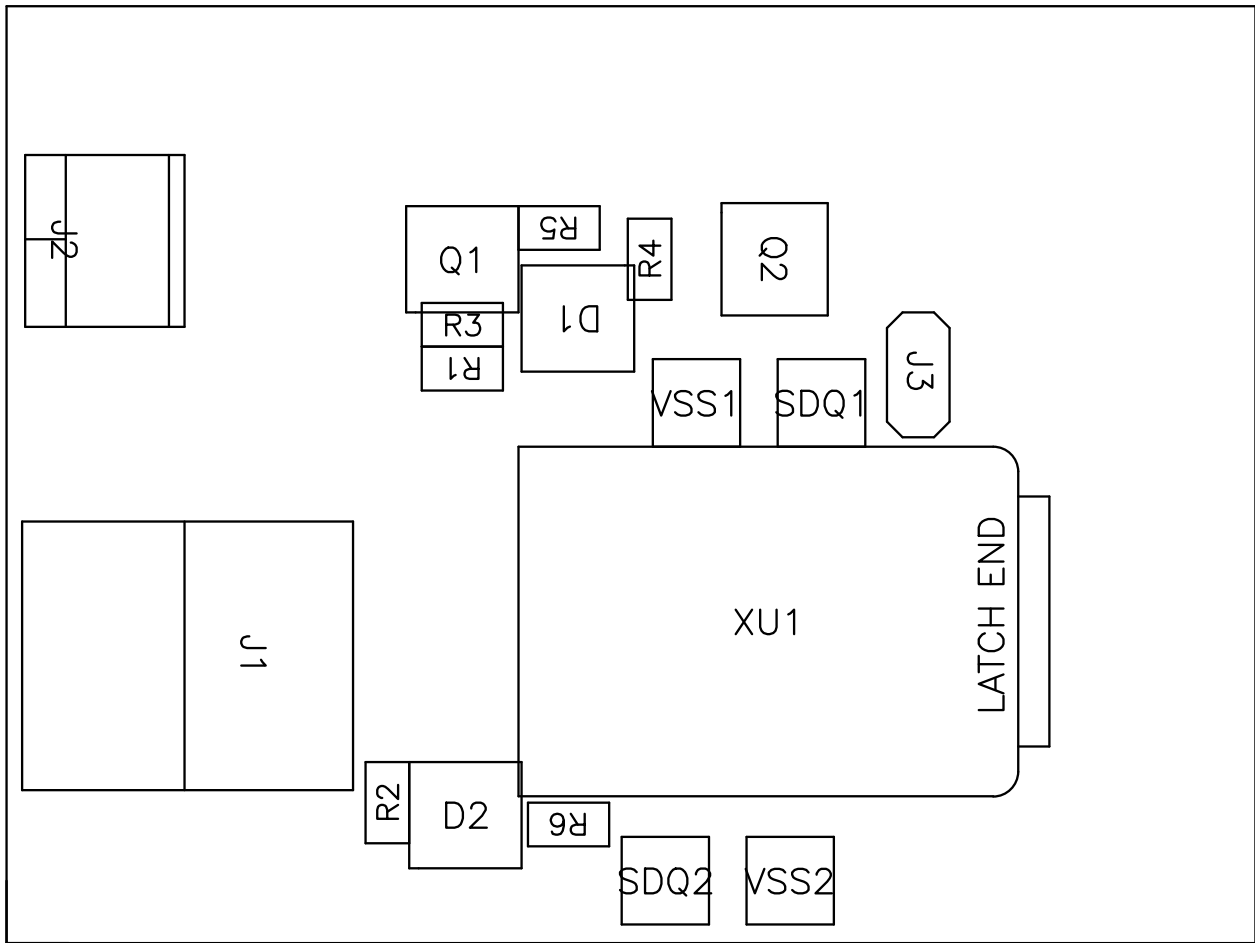 J2
Q1
R5
R4
Q2
D1
R3
R1
J3
VSS1
SDQ1
XU1
LATCH END
J1
R2
D2
R6
SDQ2
VSS2